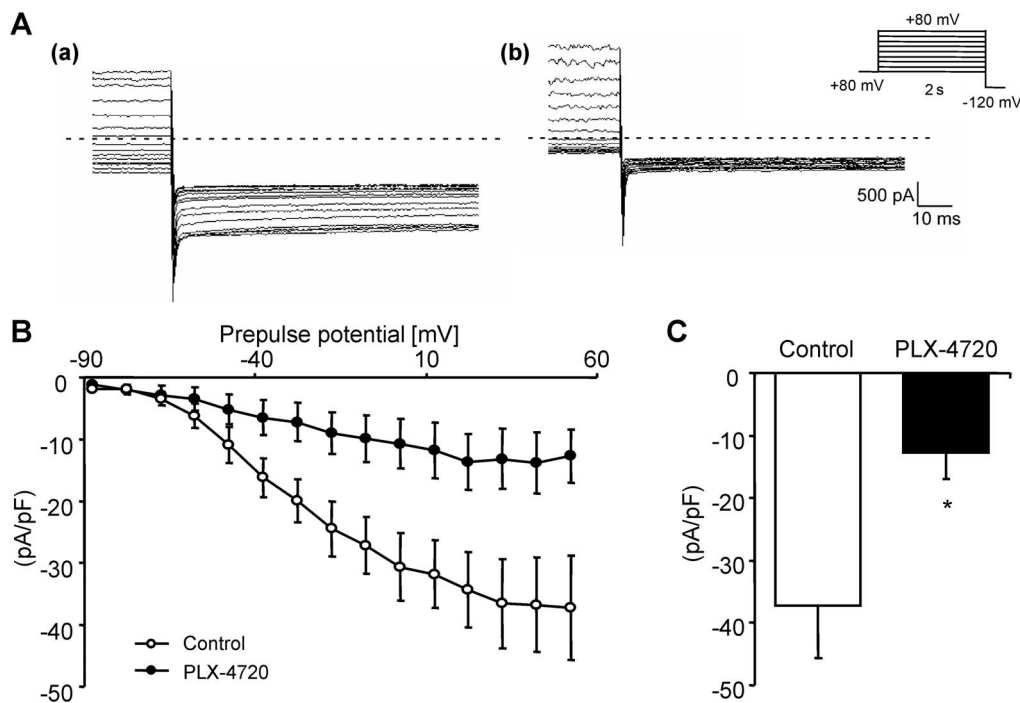 A
(a)
(b)
+80 mV
+80 mV
2 s
-120 mV
500 pA
10 ms
B
Prepulse potential [mV]
-90
-40
10
60
0
-10
-20
-30
-40
-50
(pA/pF)
Control
PLX-4720
C
Control
PLX-4720
0
-10
-20
-30
-40
-50
(pA/pF)
*